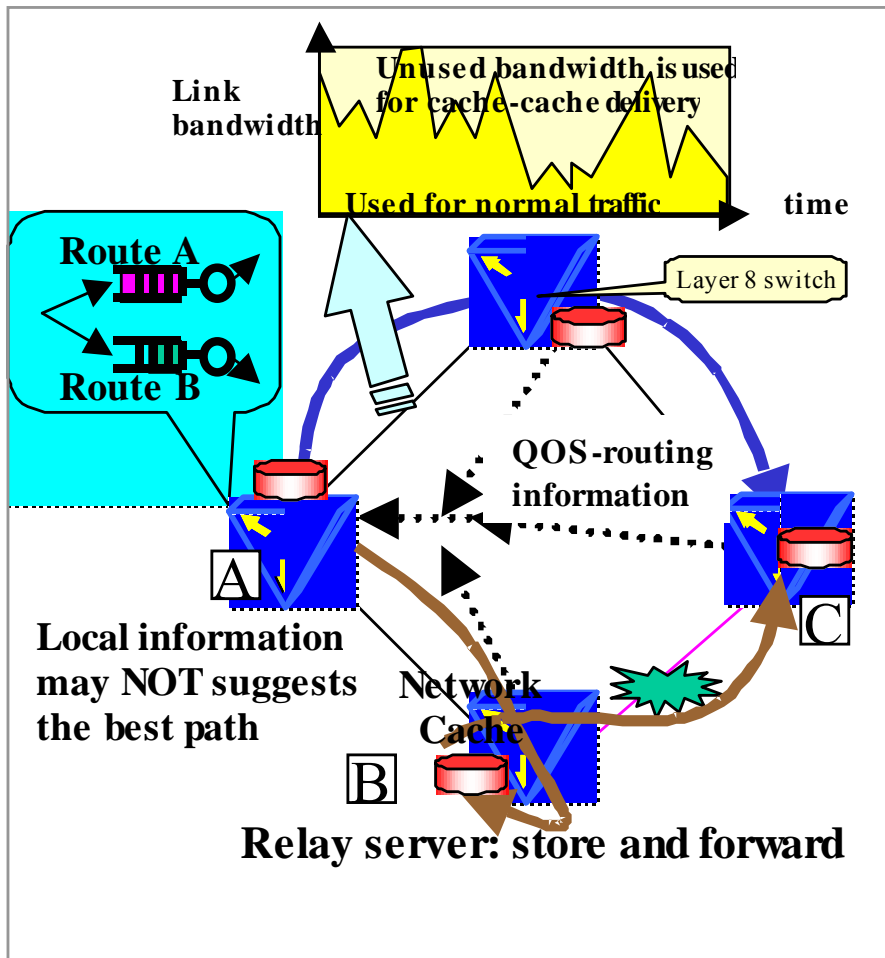 Unused bandwidth is used
for cache-cache delivery
Link
bandwidth
Used for normal traffic
time
Route A
Route B
Layer 8 switch
QOS-routing
information
A
C
Local information
may NOT suggests
the best path
Network
Cache
B
Relay server: store and forward